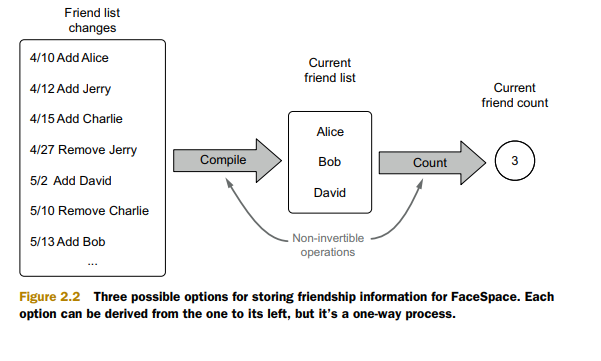 Friend list
changes
4/10 Add Alice
4/12 Add Jerry
4/15 Add Charlie
4/27 Remove Jerry
5/2 Add David
5/10 Remove Charlie
5/13 Add Bob
...
Compile
Current
friend list
Alice
Bob
David
Count
Current
friend count
3
Non-invertible
operations
Figure 2.2 Three possible options for storing friendship information for FaceSpace. Each
option can be derived from the one to its left, but it's a one-way process.